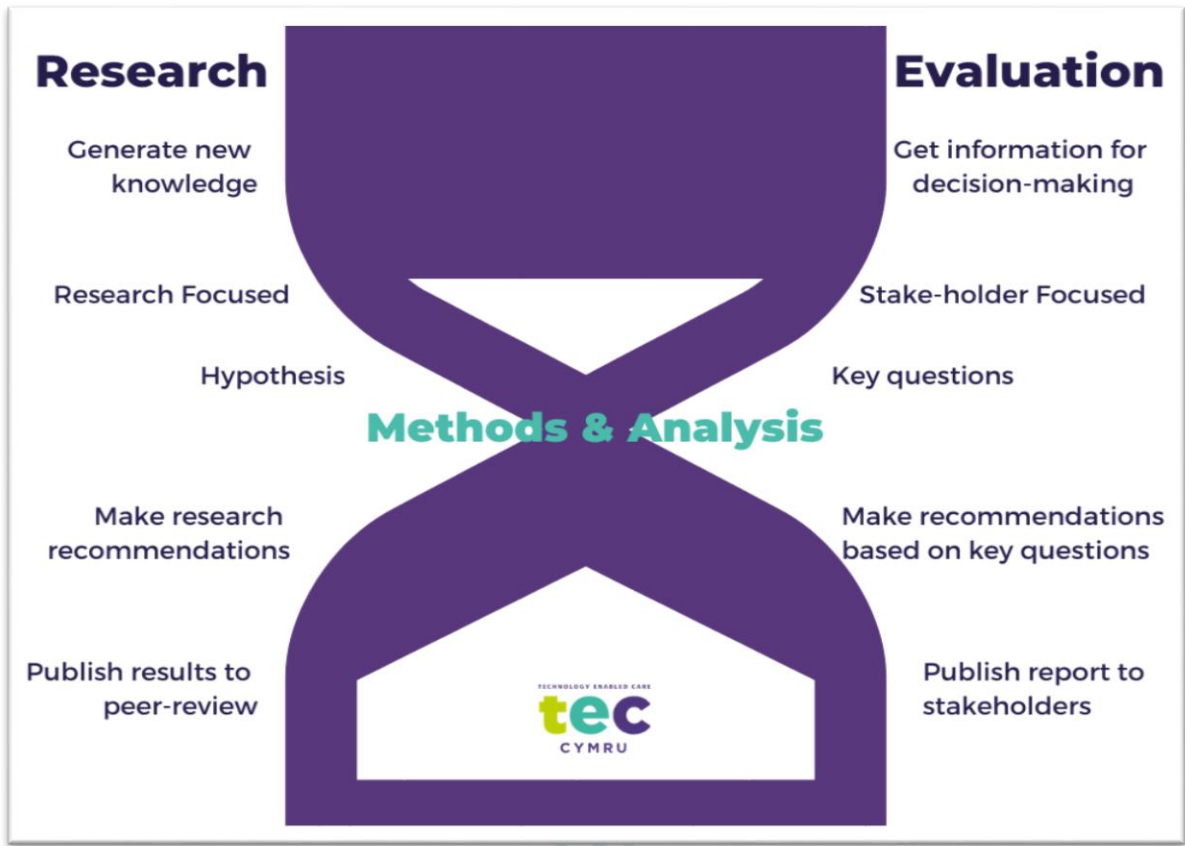 Research
Generate new
knowledge
Research Focused
Hypothesis
Evaluation
Get information for
decision-making
Stake-holder Focused
Key questions
Methods & Analysis
Make research
recommendations
Publish results to
peer-review
Make recommendations
based on key questions
Publish report to
stakeholders
TECHNOLOGY ENABLED CARE
tec
CYMRU